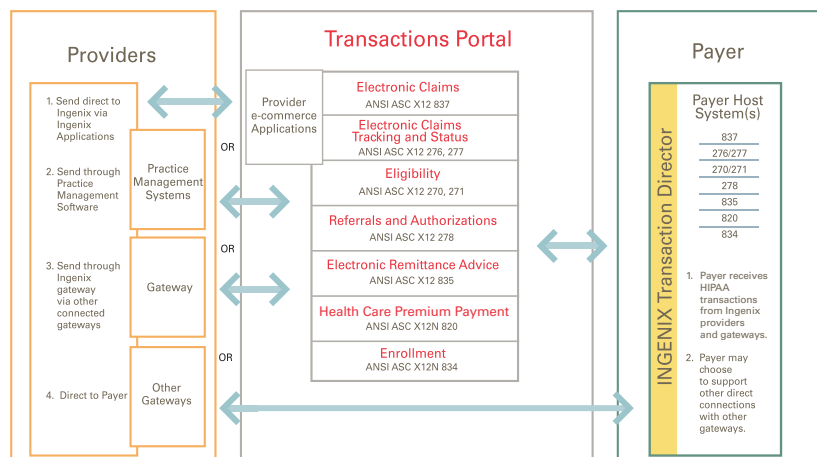 Providers
1. Send direct to
Ingenix via
Ingenix
Applications
2. Send through
Practice
Management
Software
3. Send through
Ingenix
gateway
via other
connected
gateways
4. Direct to Payer
Practice
Management
Systems
Gateway
Other
Gateways
OR
OR
OR
Transactions Portal
Provider
e-commerce
Applications
Electronic Claims
ANSI ASC X12 837
Electronic Claims
Tracking and Status
ANSI ASC X12 276, 277
Eligibility
ANSI ASC X12 270, 271
Referrals and Authorizations
ANSI ASC X12 278
Electronic Remittance Advice
ANSI ASC X12 835
Health Care Premium Payment
ANSI ASC X12N 820
Enrollment
ANSI ASC X12N 834
Payer
INGENIX Transaction Director
Payer Host
System(s)
837
276/277
270/271
278
835
820
834
1. Payer receives
HIPAA
transactions
from Ingenix
providers
and gateways.
2. Payer may
choose
to support
other direct
connections
with other
gateways.